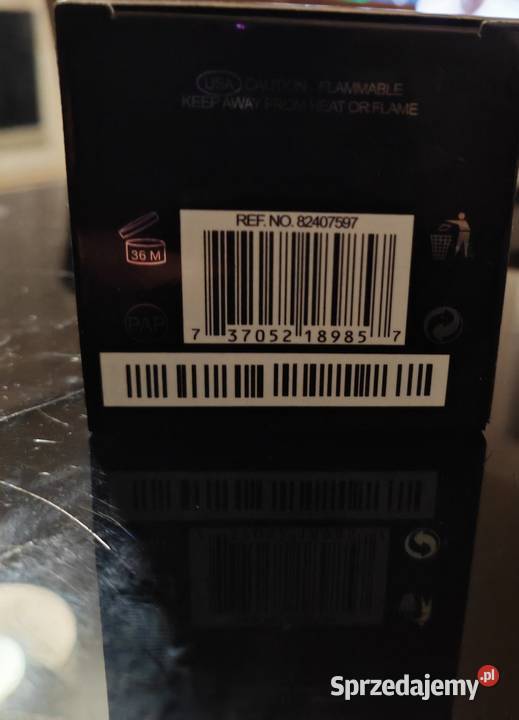 USA CAUTION - FLAMMABLE
KEEP AWAY FROM HEAT OR FLAME
REF. NO. 82407597
36 M
7 37052 18985 7
PAP
Sprzedajemy.pl